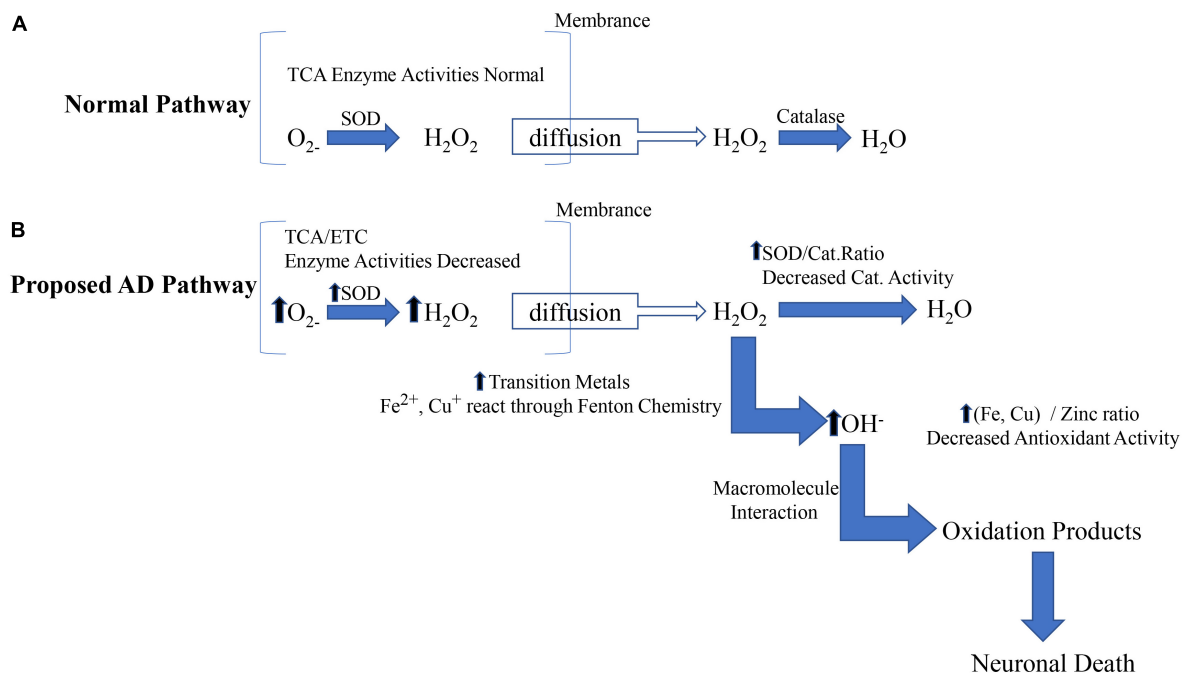 A
Membrance
TCA Enzyme Activities Normal
Normal Pathway
SOD
Catalase
O₂-
H₂O₂
diffusion
H₂O₂
H₂O
B
Membrance
TCA/ETC
Enzyme Activities Decreased
SOD/Cat.Ratio
Decreased Cat. Activity
Proposed AD Pathway
SOD
O₂-
H₂O₂
diffusion
H₂O₂
H₂O
Transition Metals
Fe²⁺, Cu⁺ react through Fenton Chemistry
OH⁻
(Fe, Cu) / Zinc ratio
Decreased Antioxidant Activity
Macromolecule
Interaction
Oxidation Products
Neuronal Death